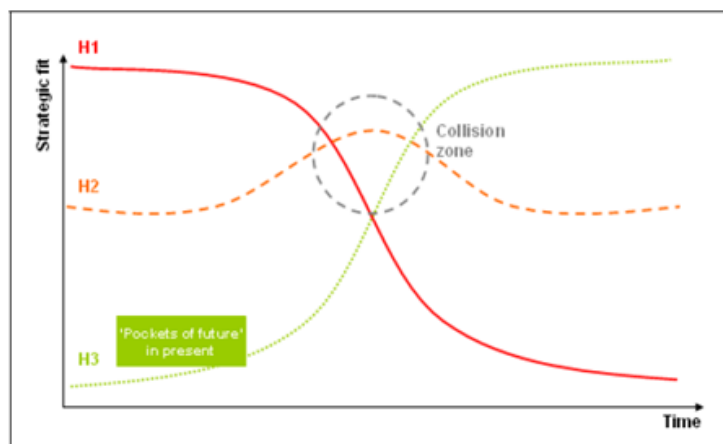 H1
Strategic fit
Collision
zone
H2
'Pockets of future'
in present
H3
Time